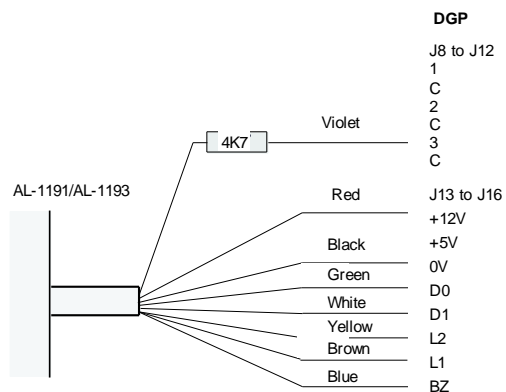 DGP
J8 to J12
1
C
2
C
Violet
3
4K7
C
AL-1191/AL-1193
Red
J13 to J16
+12V
Black
+5V
0V
Green
D0
White
D1
Yellow
L2
Brown
L1
Blue
BZ